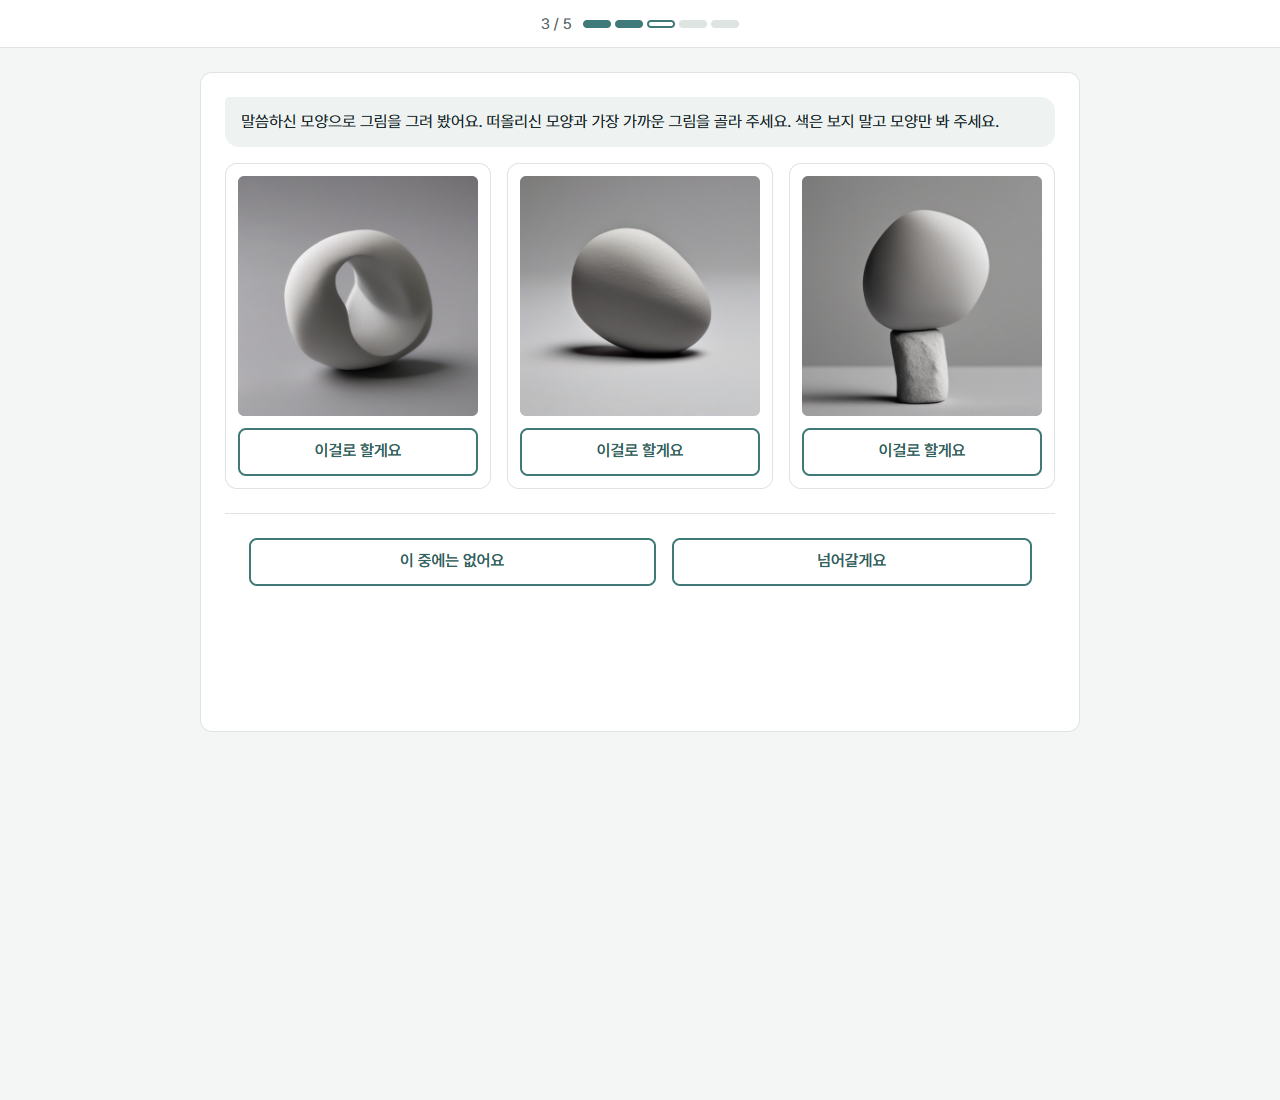 3 / 5
말씀하신 모양으로 그림을 그려 봤어요. 떠올리신 모양과 가장 가까운 그림을 골라 주세요. 색은 보지 말고 모양만 봐 주세요.
이걸로 할게요
이걸로 할게요
이걸로 할게요
이 중에는 없어요
넘어갈게요